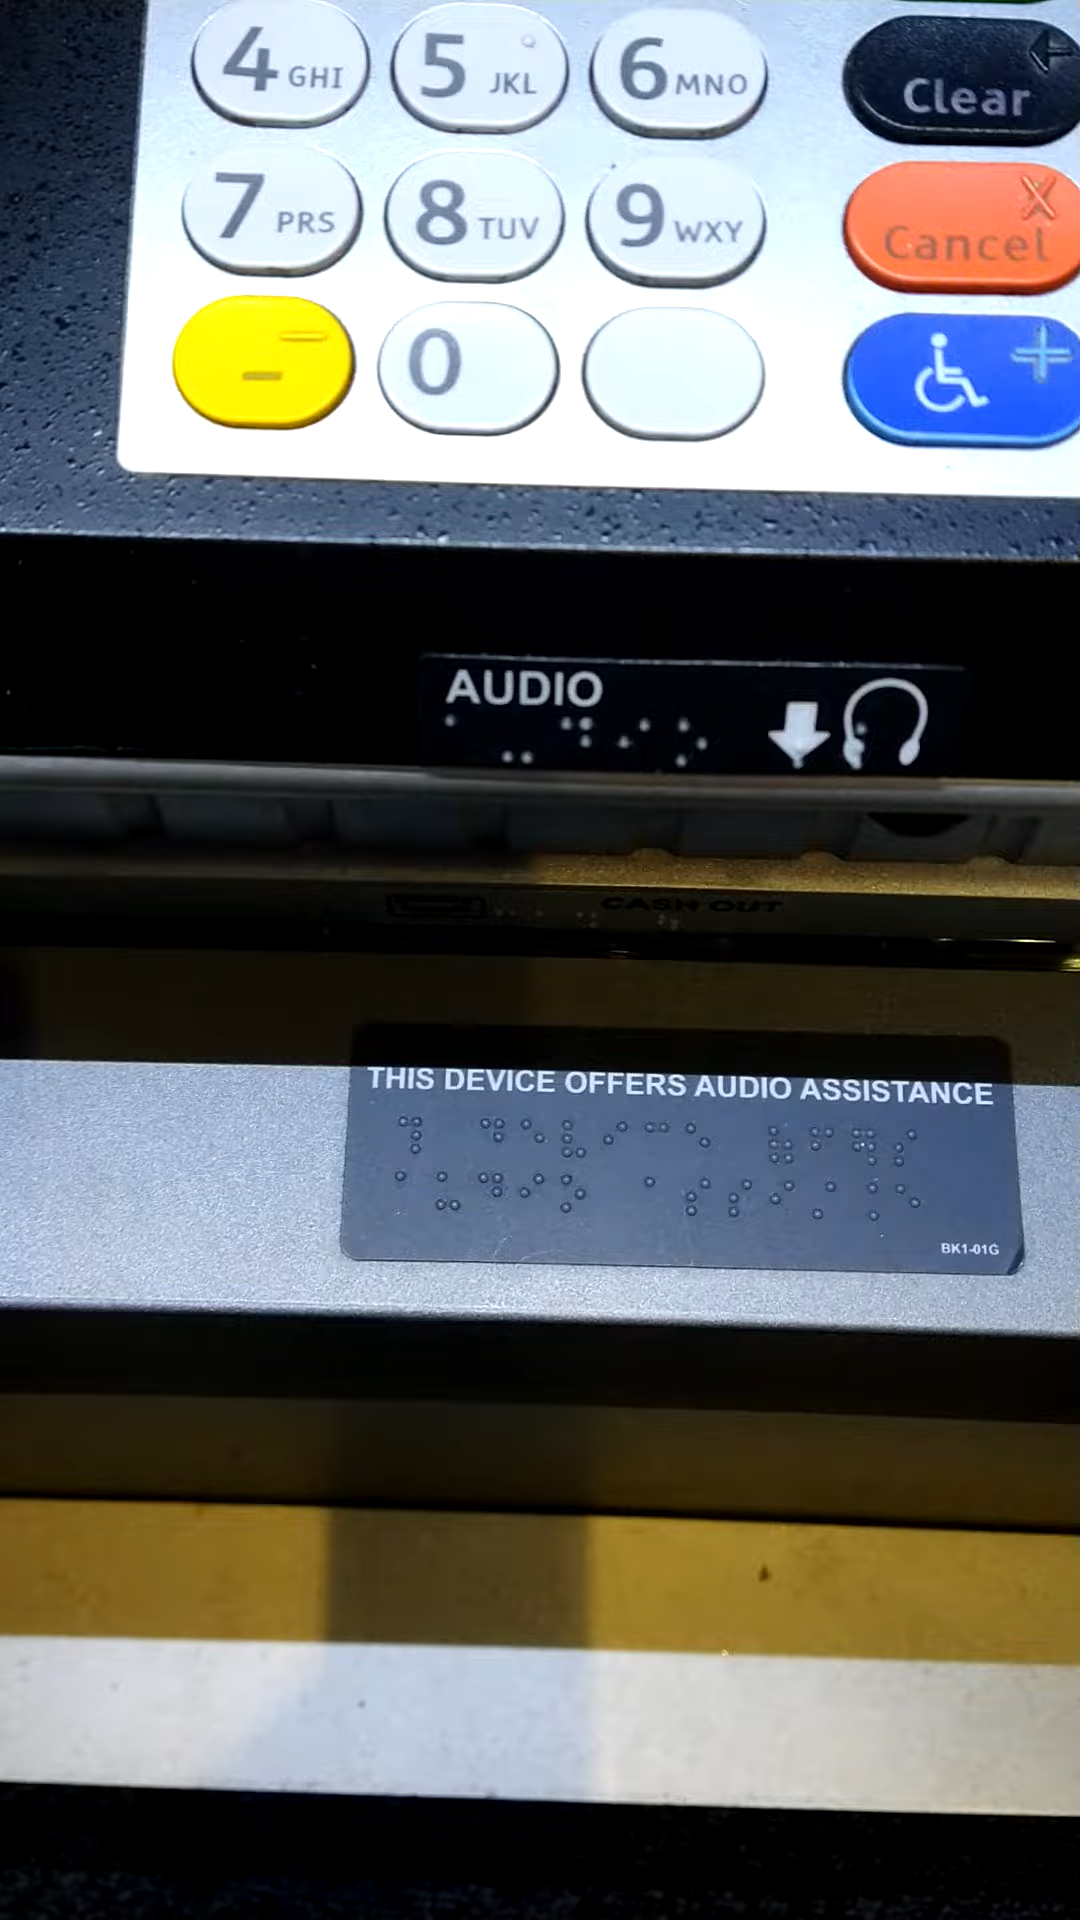 4 GHI 5 JKL 6 MNO Clear
7 PRS 8 TUV 9 WXY Cancel
- 0 +
AUDIO
CASH OUT
THIS DEVICE OFFERS AUDIO ASSISTANCE
BK1-01G